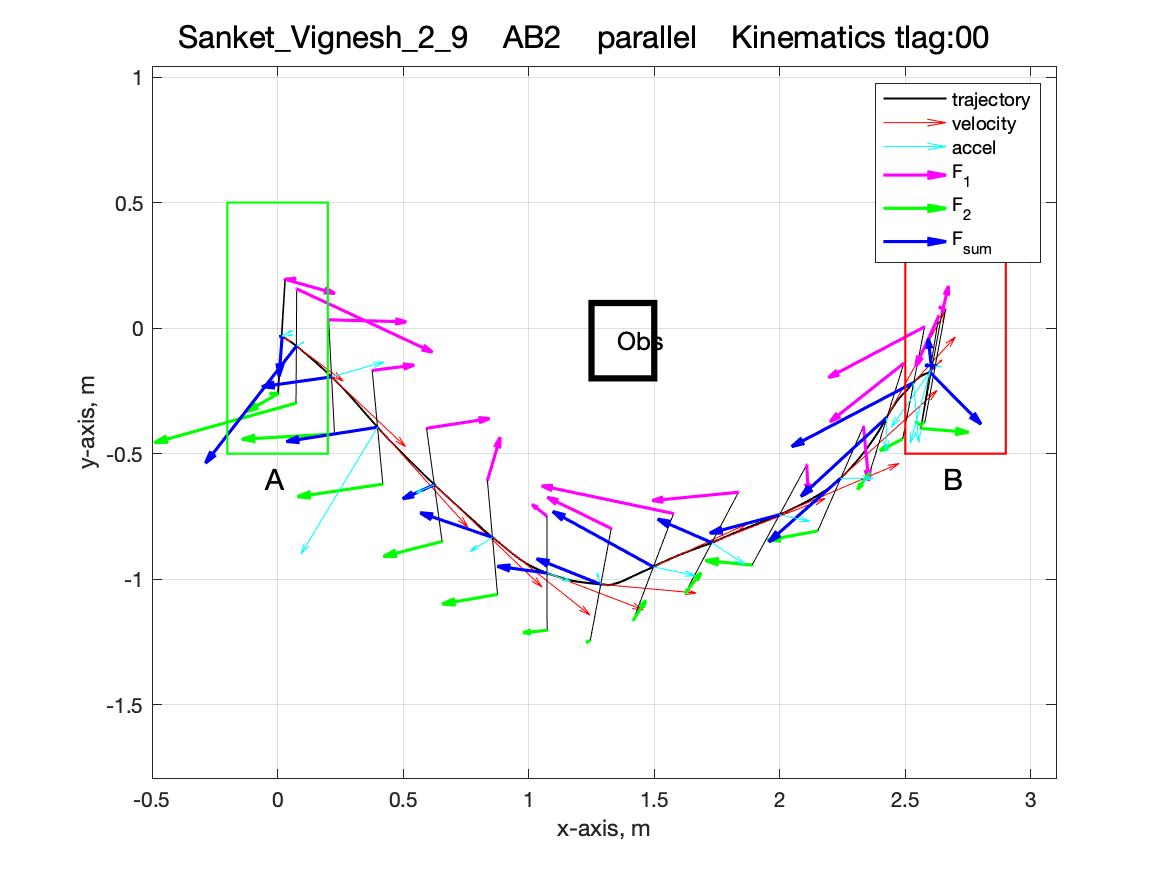 Sanket_Vignesh_2_9 AB2 parallel Kinematics tlag:00
1
0.5
0
-0.5
-1
-1.5
y-axis, m
trajectory
velocity
accel
F1
F2
Fsum
Obs
A
B
-0.5 0 0.5 1 1.5 2 2.5 3
x-axis, m